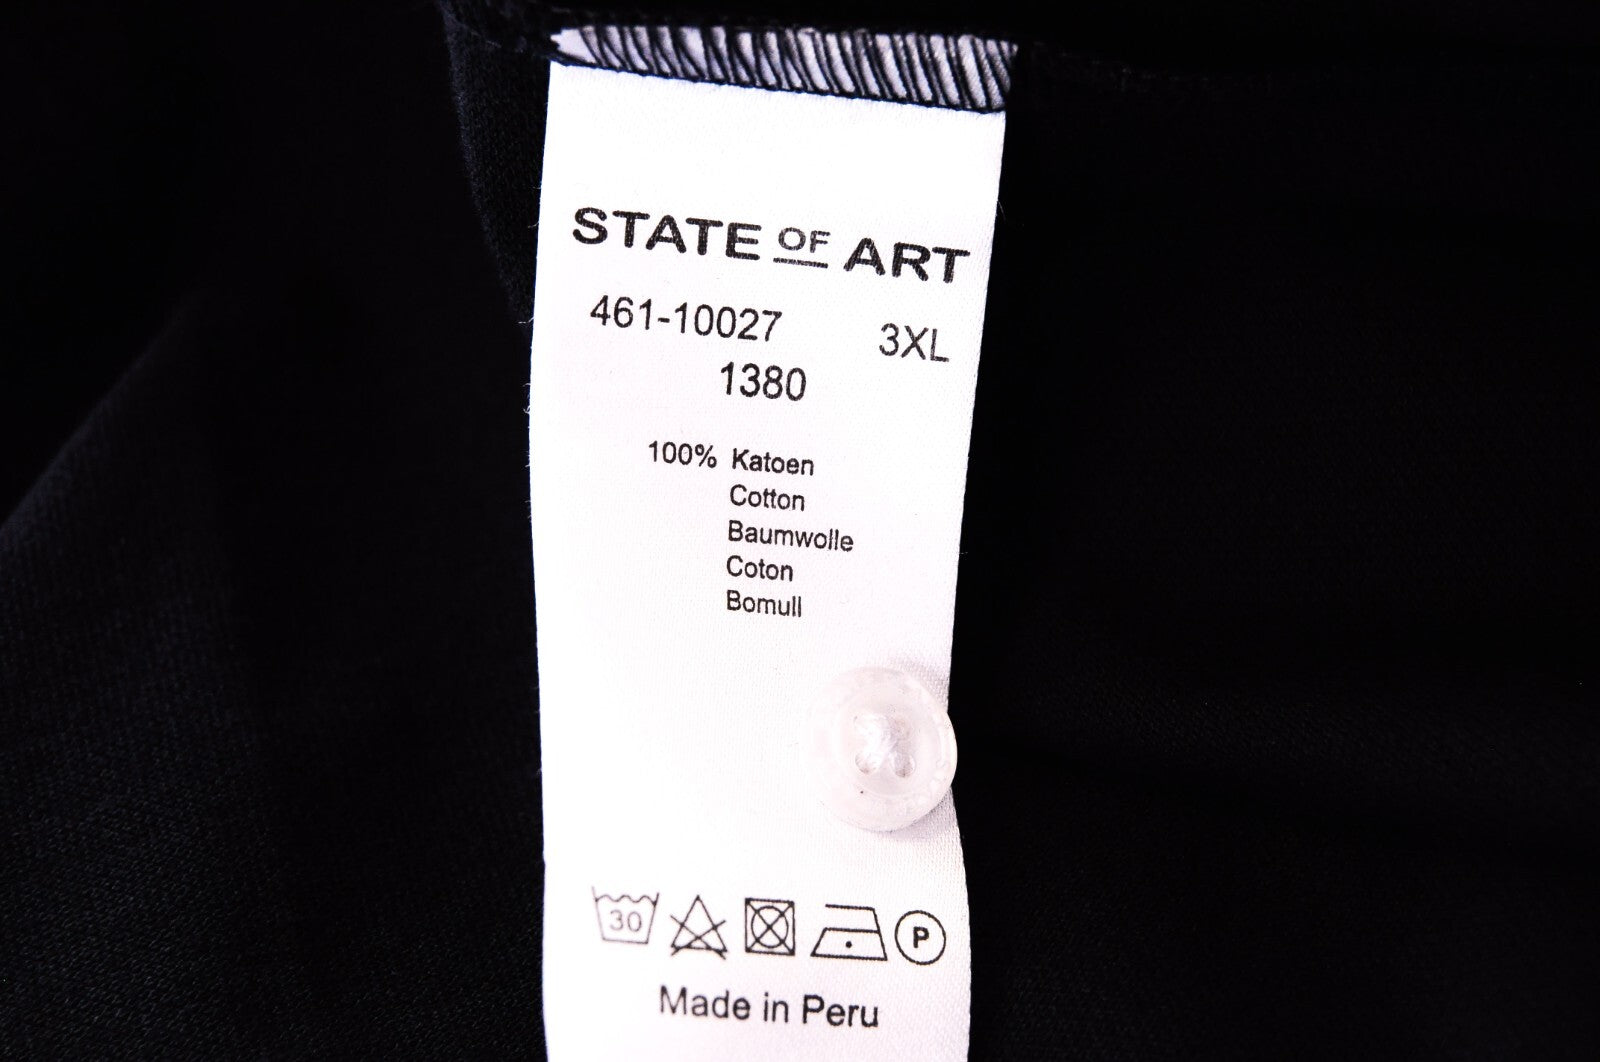 STATE OF ART
461-10027 3XL
1380
100% Katoen
Cotton
Baumwolle
Coton
Bomull
30
P
Made in Peru